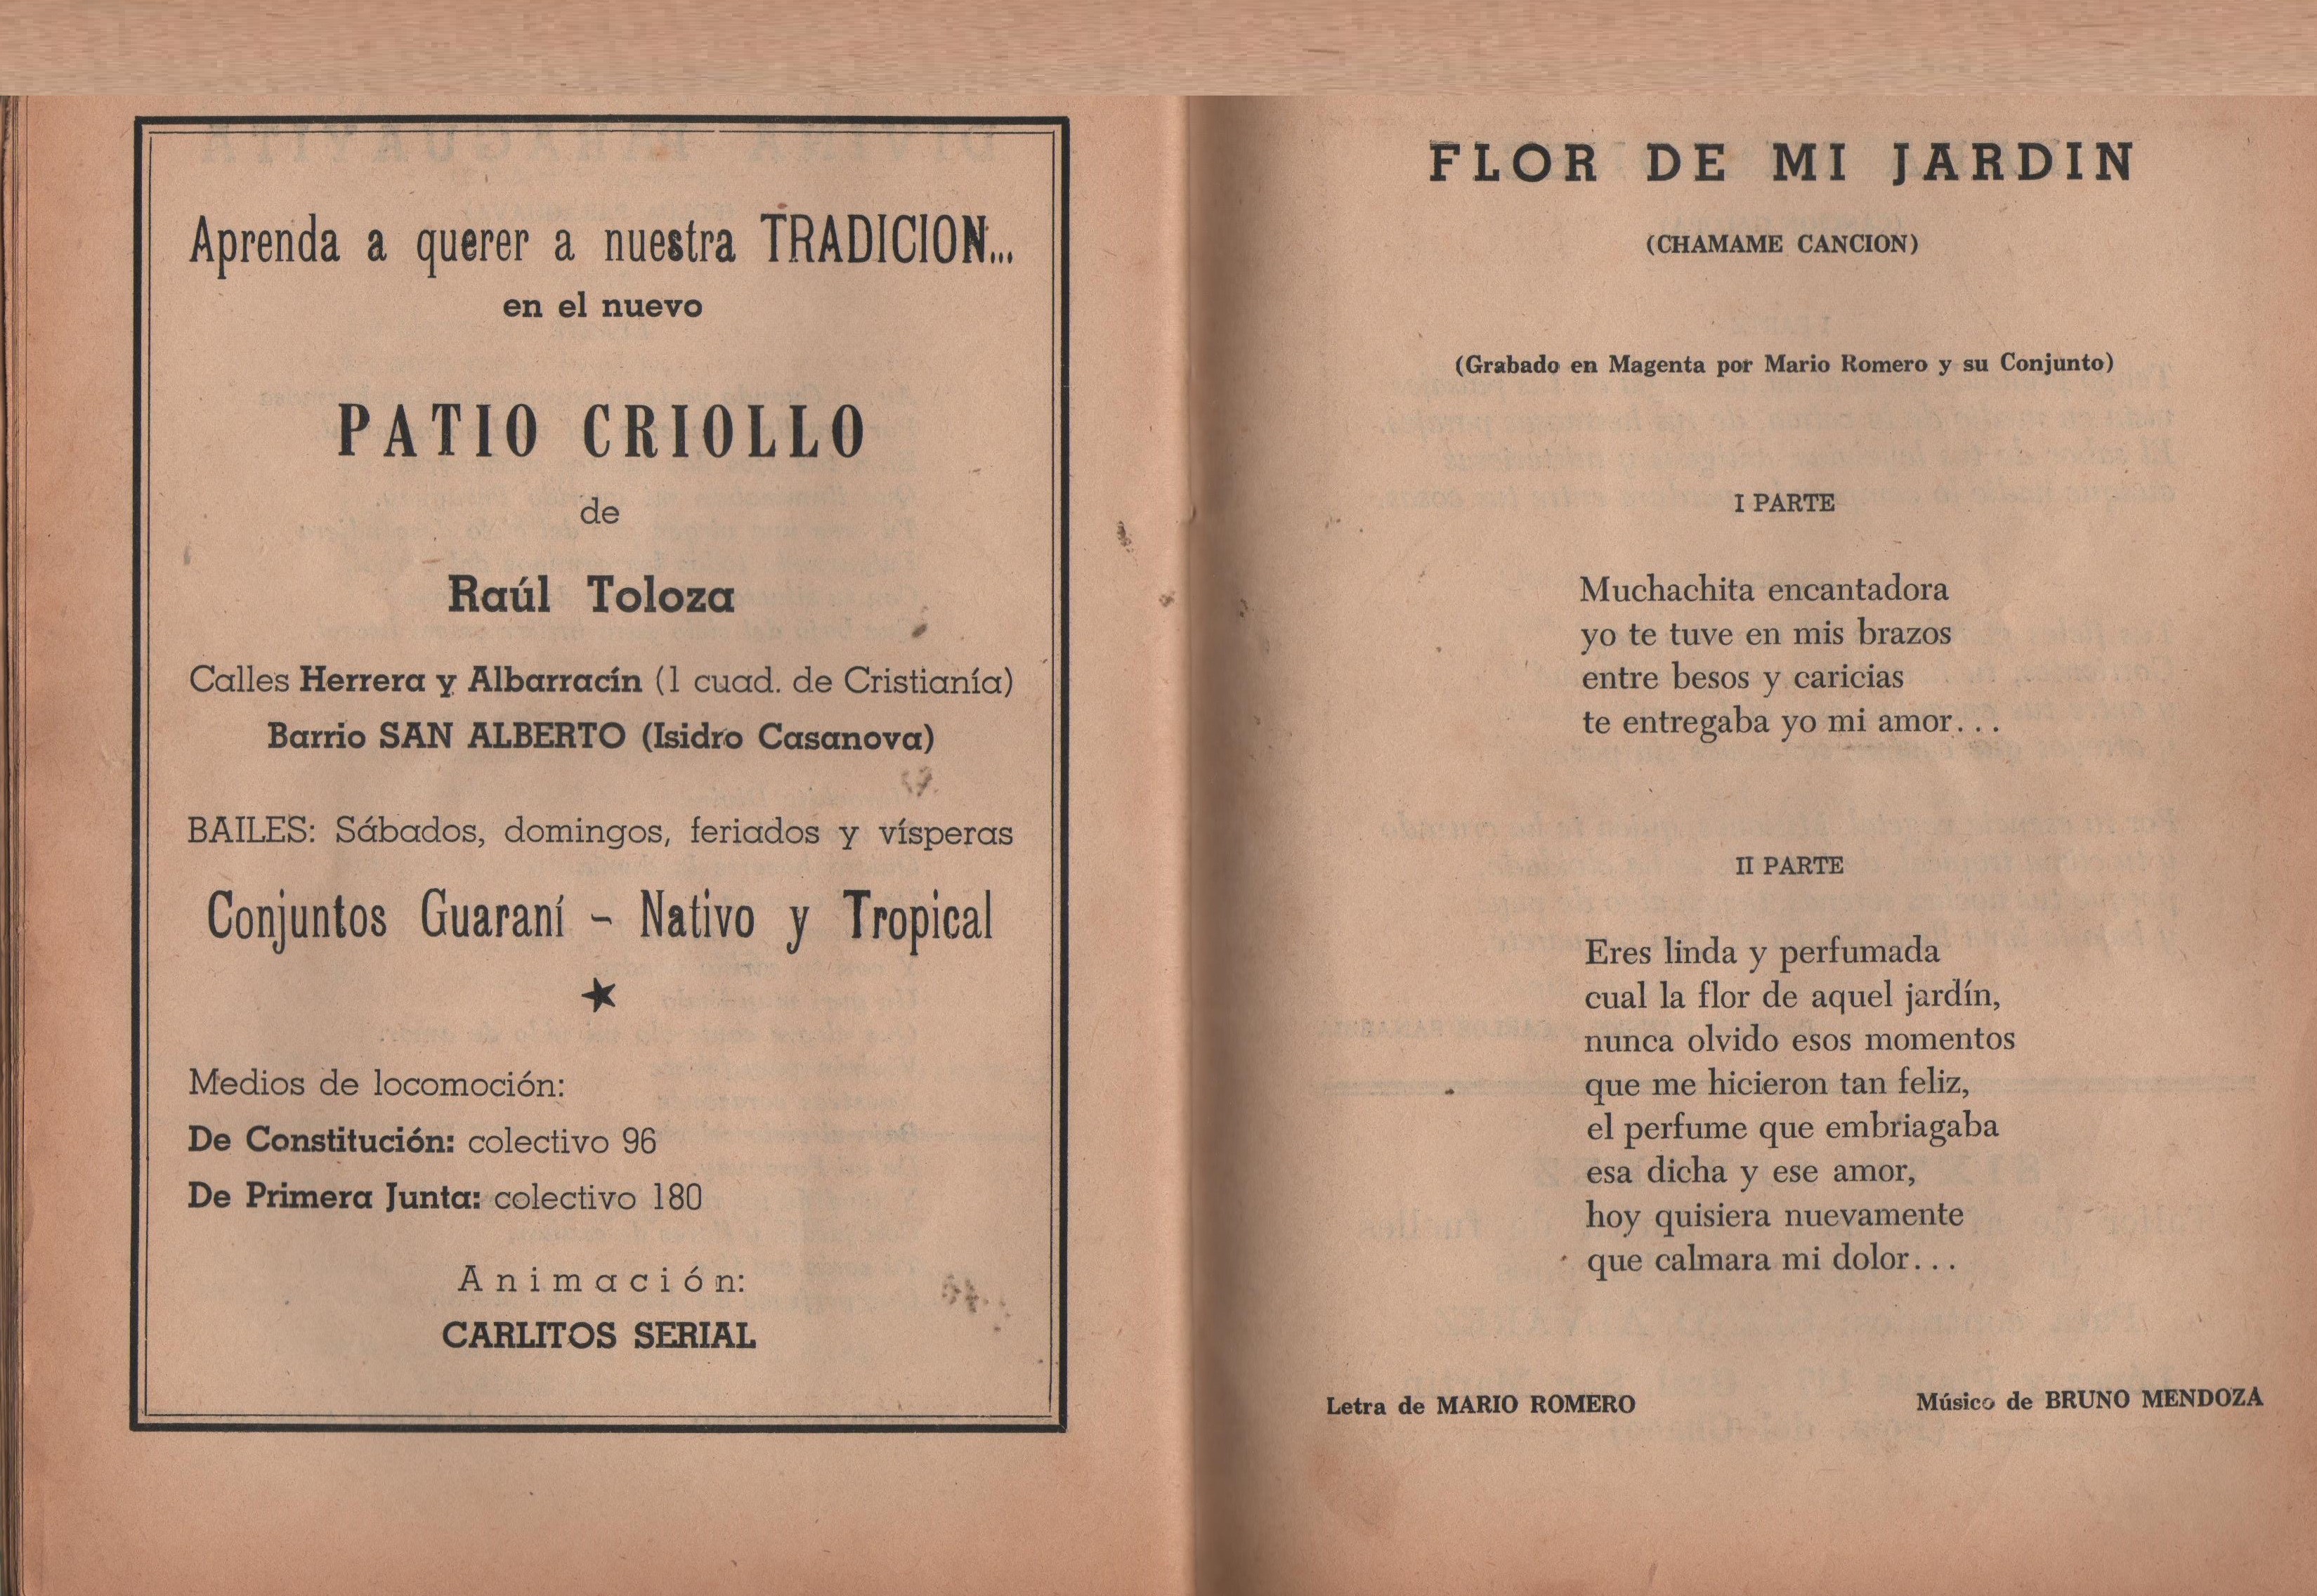 Aprenda a querer a nuestra TRADICION...
en el nuevo
PATIO CRIOLLO
de
Raúl Toloza
Calles Herrera y Albarracín (1 cuad. de Cristianía)
Barrio SAN ALBERTO (Isidro Casanova)
BAILES: Sábados, domingos, feriados y vísperas
Conjuntos Guaraní - Nativo y Tropical
Medios de locomoción:
De Constitución: colectivo 96
De Primera Junta: colectivo 180
Animación:
CARLITOS SERIAL
FLOR DE MI JARDIN
(CHAMAME CANCION)
(Grabado en Magenta por Mario Romero y su Conjunto)
I PARTE
Muchachita encantadora
yo te tuve en mis brazos
entre besos y caricias
te entregaba yo mi amor...
II PARTE
Eres linda y perfumada
cual la flor de aquel jardín,
nunca olvido esos momentos
que me hicieron tan feliz,
el perfume que embriagaba
esa dicha y ese amor,
hoy quisiera nuevamente
que calmara mi dolor...
Letra de MARIO ROMERO
Músico de BRUNO MENDOZA